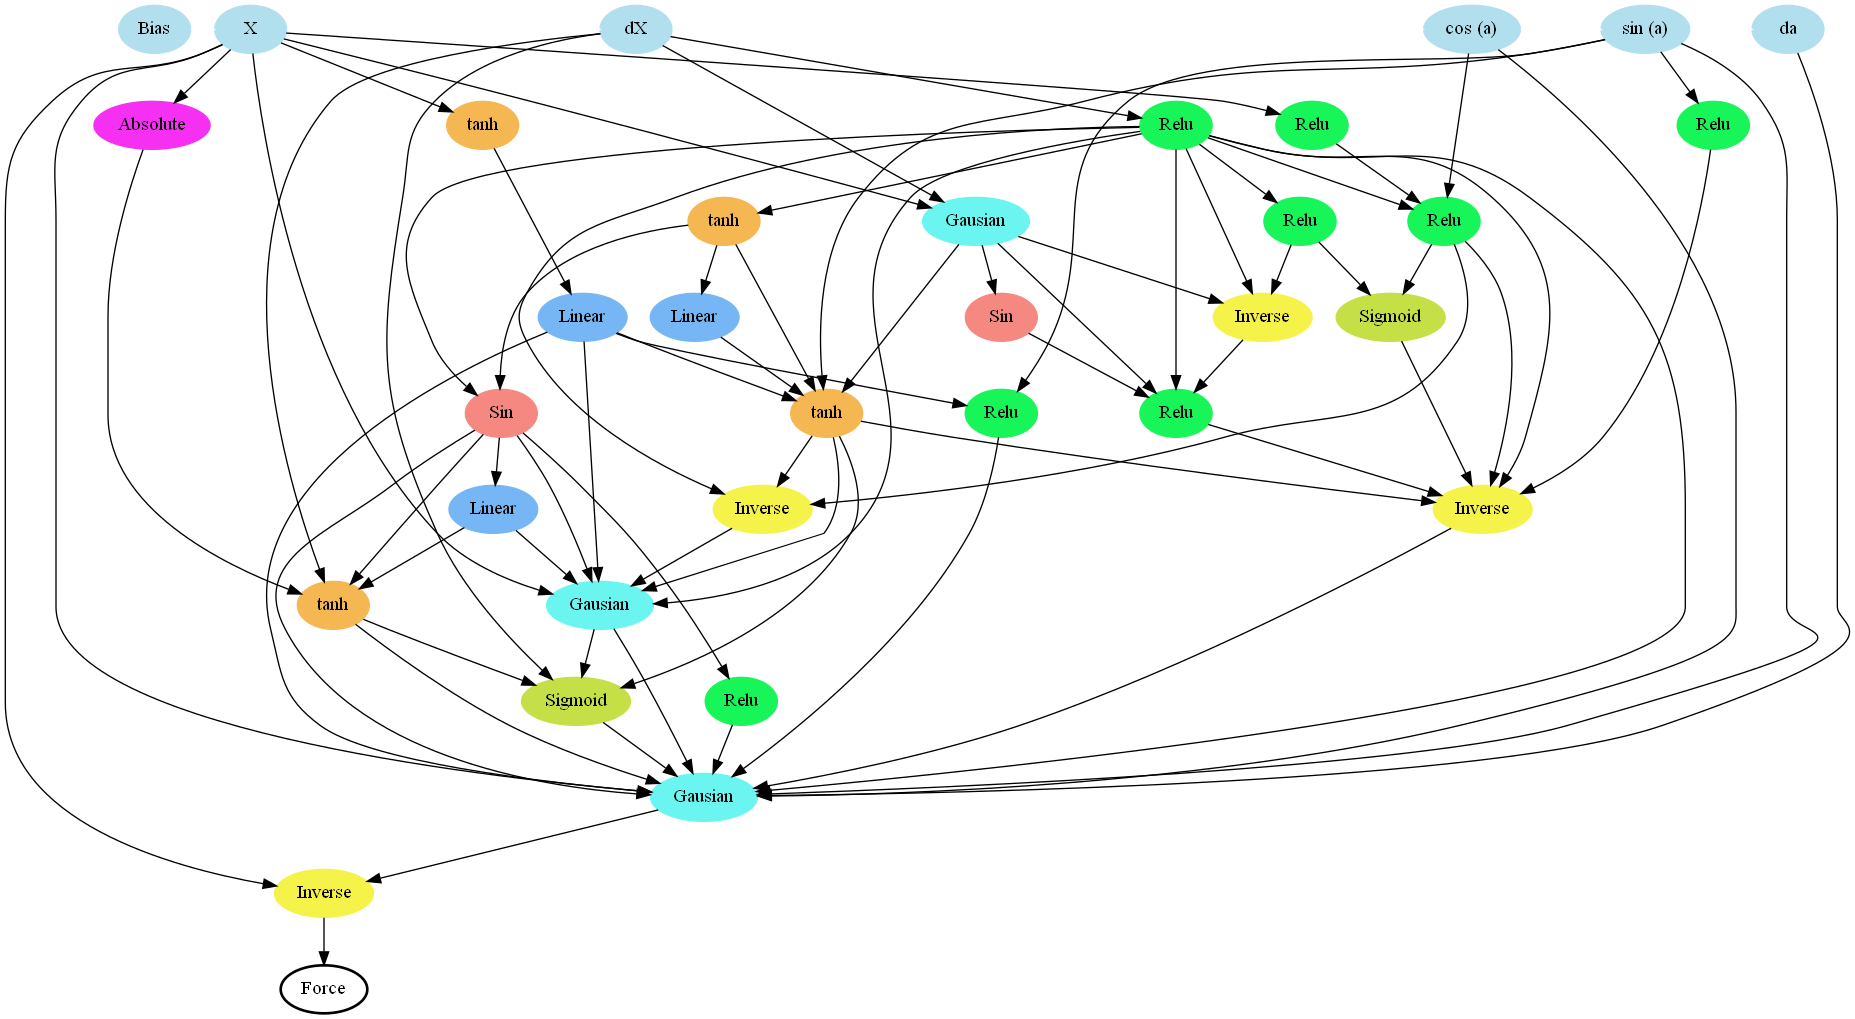 Bias
X
dX
cos (a)
sin (a)
da
Absolute
tanh
Relu
Relu
Relu
tanh
Gausian
Relu
Relu
Linear
Linear
Sin
Inverse
Sigmoid
Sin
tanh
Relu
Relu
Linear
Inverse
Inverse
tanh
Gausian
Sigmoid
Relu
Gausian
Inverse
Force